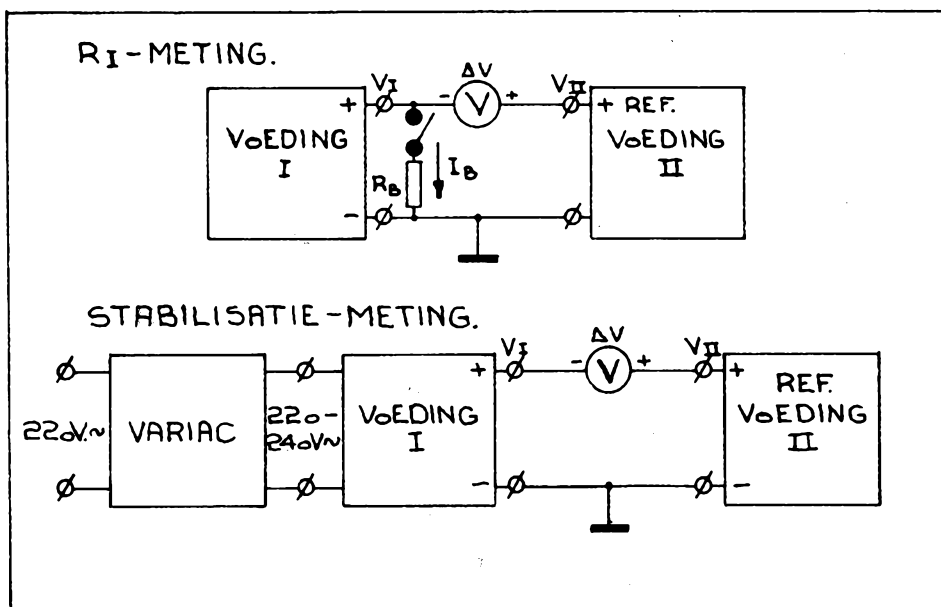 RI-METING.
VOEDING I
+
-
VI
ΔV
- V +
RB
IB
VII
+ REF. VOEDING II
STABILISATIE-METING.
220V.~
VARIAC
220-240V~
VOEDING I
+
-
VI
ΔV
- V +
VII
+
REF. VOEDING II
-